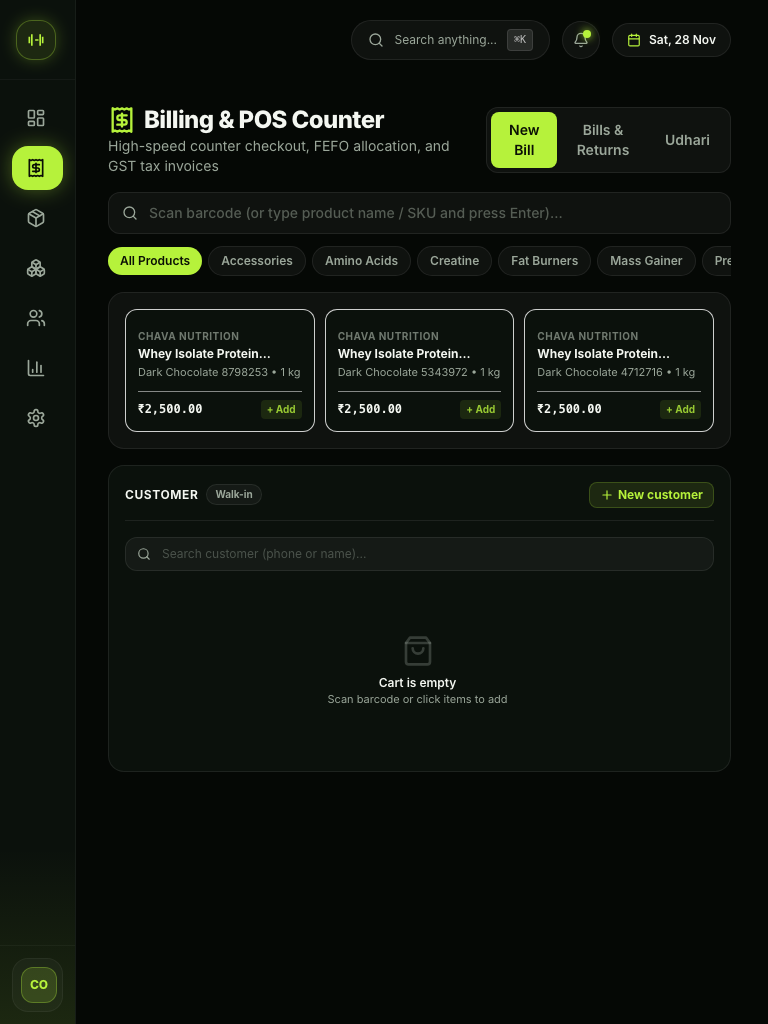 Search anything...
⌘K
Sat, 28 Nov
Billing & POS Counter
High-speed counter checkout, FEFO allocation, and
GST tax invoices
New
Bill
Bills &
Returns
Udhari
Scan barcode (or type product name / SKU and press Enter)...
All Products
Accessories
Amino Acids
Creatine
Fat Burners
Mass Gainer
Pre
CHAVA NUTRITION
Whey Isolate Protein...
Dark Chocolate 8798253 • 1 kg
₹2,500.00
+ Add
CHAVA NUTRITION
Whey Isolate Protein...
Dark Chocolate 5343972 • 1 kg
₹2,500.00
+ Add
CHAVA NUTRITION
Whey Isolate Protein...
Dark Chocolate 4712716 • 1 kg
₹2,500.00
+ Add
CUSTOMER
Walk-in
+ New customer
Search customer (phone or name)...
Cart is empty
Scan barcode or click items to add
CO